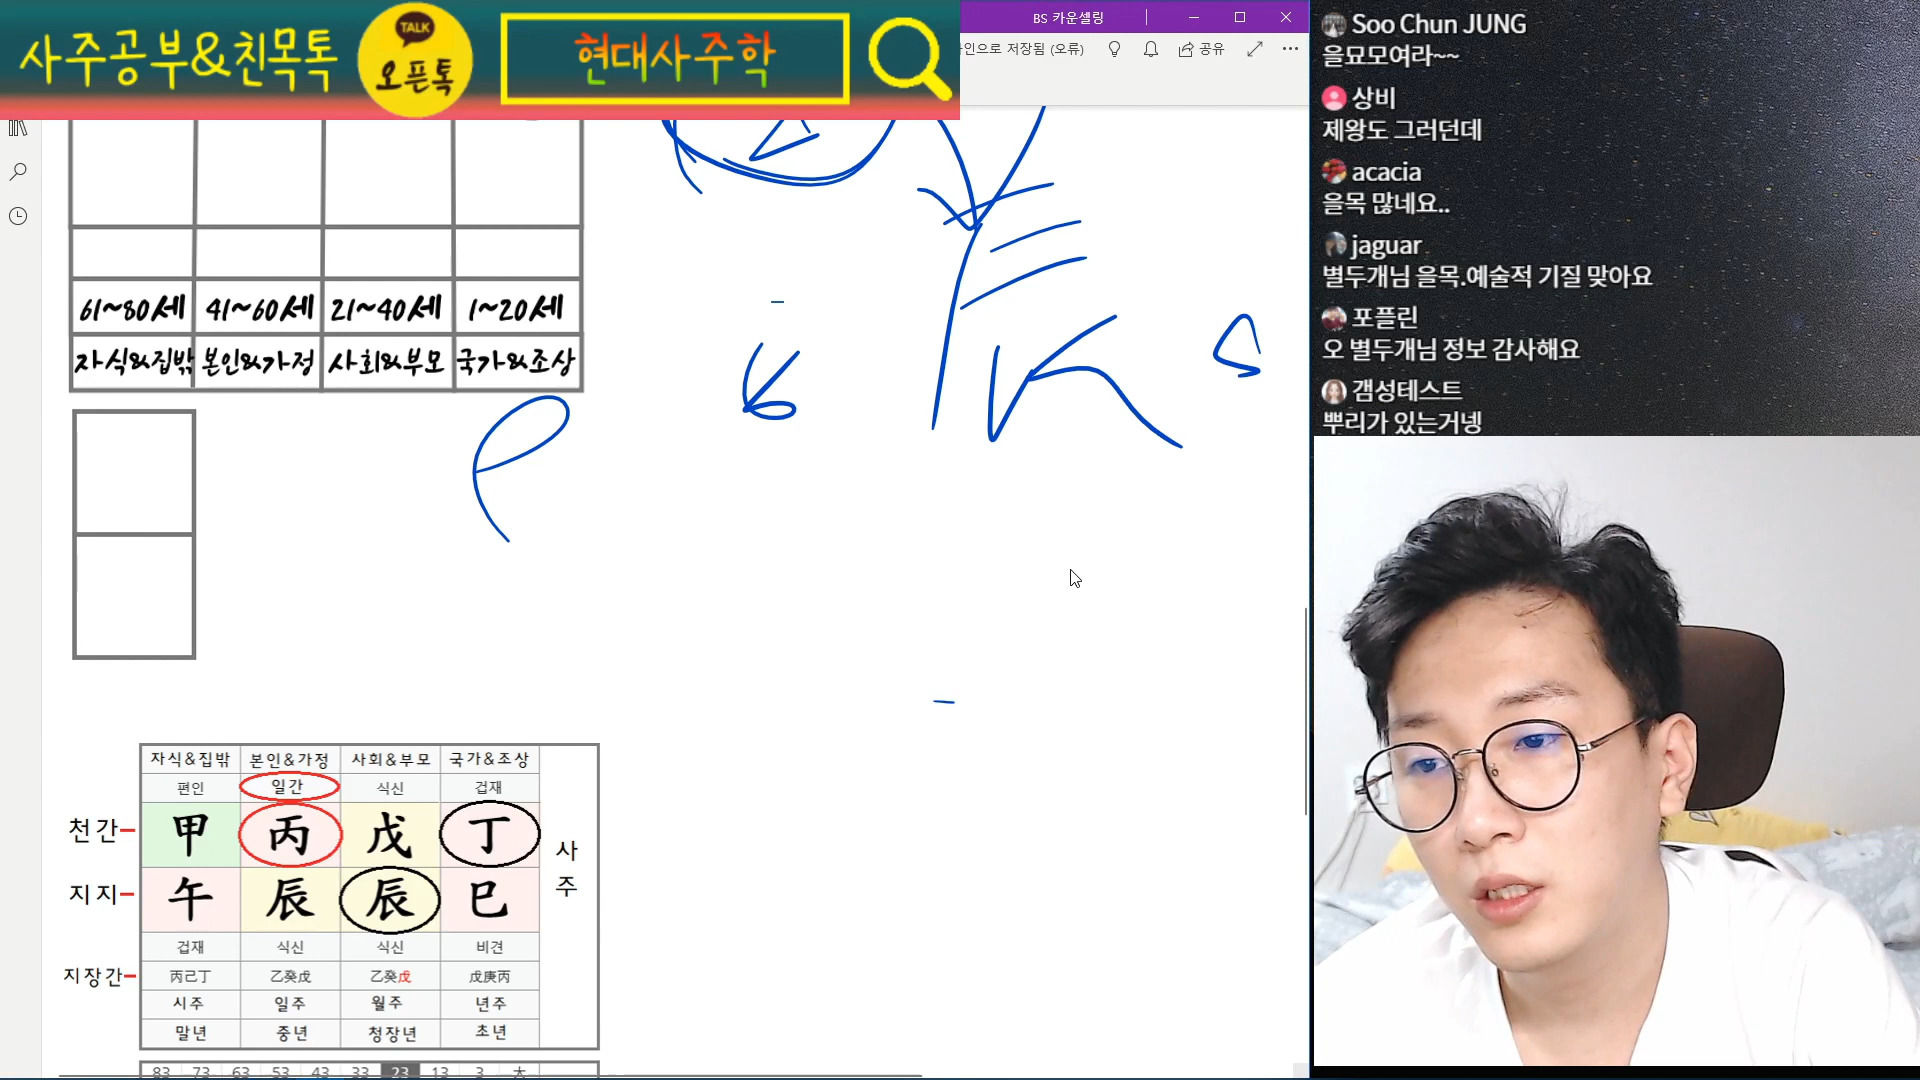 사주공부&친목톡
TALK
오픈톡
현대사주학
BS 카운셀링
인으로 저장됨 (오류)
공유
61~80세 41~60세 21~40세 1~20세
자식&집밖 본인&가정 사회&부모 국가&조상
자식&집밖 본인&가정 사회&부모 국가&조상
편인 일간 식신 겁재
천간 甲 丙 戊 丁
사주
지지 午 辰 辰 巳
겁재 식신 식신 비견
지장간 丙己丁 乙癸戊 乙癸戊 戊庚丙
시주 일주 월주 년주
말년 중년 청장년 초년
83 73 63 53 43 33 23 13 3 大
Soo Chun JUNG
을묘모여라~~
상비
제왕도 그러던데
acacia
을목 많네요..
jaguar
별두개님 을목.예술적 기질 맞아요
포플린
오 별두개님 정보 감사해요
갬성테스트
뿌리가 있는거넹